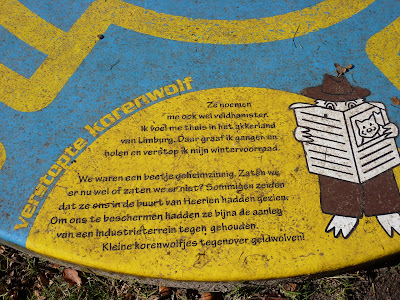 verstopte korenwolf
Ze noemen
me ook wel veldhamster.
Ik voel me thuis in het akkerland
van Limburg. Daar graaf ik gangen en
holen en verstop ik mijn wintervoorraad.
We waren een beetje geheimzinnig. Zaten we
er nu wel of zaten we er niet? Sommigen zeiden
dat ze ons in de buurt van Heerlen hadden gezien.
Om ons te beschermen hadden ze bijna de aanleg
van een industrieterrein tegen gehouden.
Kleine korenwolfjes tegenover geldwolven!